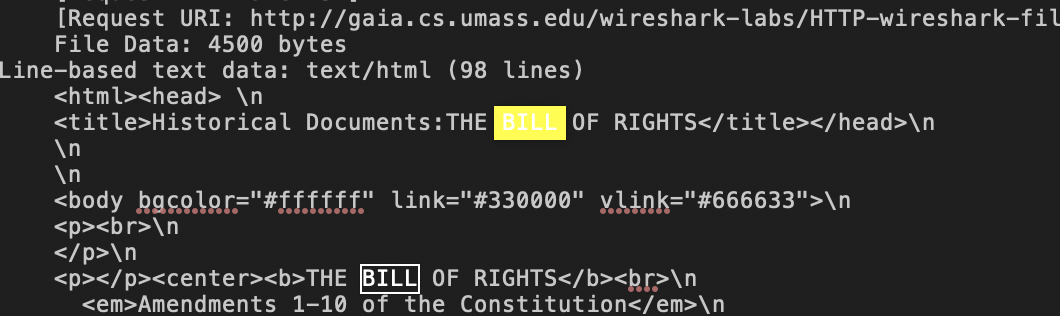 [Request URI: http://gaia.cs.umass.edu/wireshark-labs/HTTP-wireshark-fil
File Data: 4500 bytes
Line-based text data: text/html (98 lines)
<html><head> \n
<title>Historical Documents:THE BILL OF RIGHTS</title></head>\n
\n
\n
<body bgcolor="#ffffff" link="#330000" vlink="#666633">\n
<p><br>\n
</p>\n
<p></p><center><b>THE BILL OF RIGHTS</b><br>\n
<em>Amendments 1-10 of the Constitution</em>\n